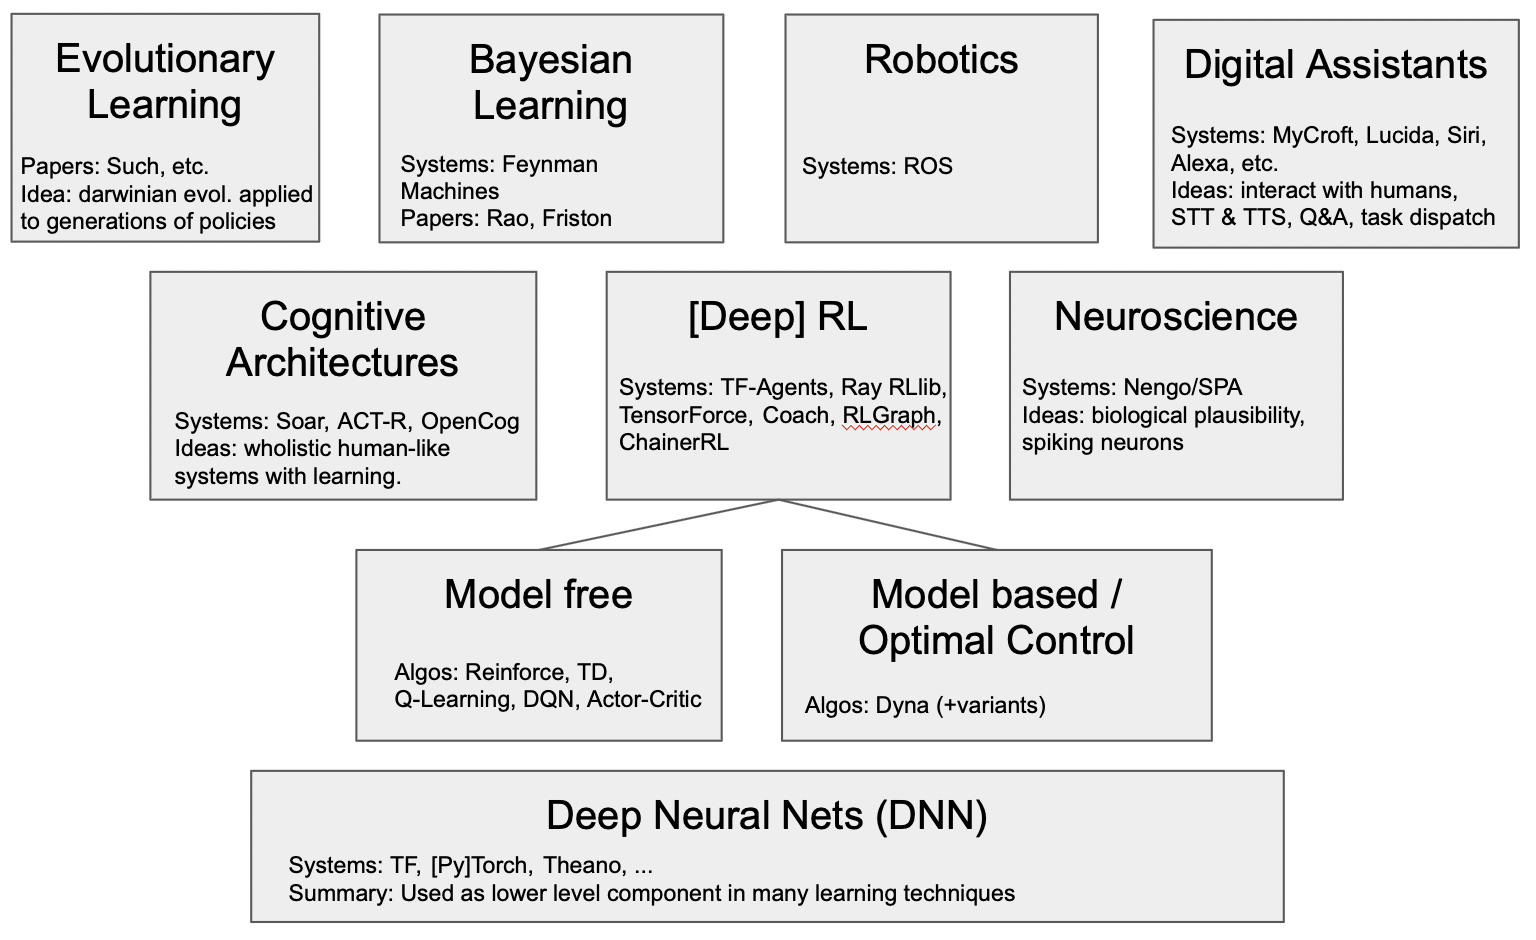 Evolutionary
Learning
Papers: Such, etc.
Idea: darwinian evol. applied
to generations of policies
Bayesian
Learning
Systems: Feynman
Machines
Papers: Rao, Friston
Robotics
Systems: ROS
Digital Assistants
Systems: MyCroft, Lucida, Siri,
Alexa, etc.
Ideas: interact with humans,
STT & TTS, Q&A, task dispatch
Cognitive
Architectures
Systems: Soar, ACT-R, OpenCog
Ideas: wholistic human-like
systems with learning.
[Deep] RL
Systems: TF-Agents, Ray RLlib,
TensorForce, Coach, RLGraph,
ChainerRL
Neuroscience
Systems: Nengo/SPA
Ideas: biological plausibility,
spiking neurons
Model free
Algos: Reinforce, TD,
Q-Learning, DQN, Actor-Critic
Model based /
Optimal Control
Algos: Dyna (+variants)
Deep Neural Nets (DNN)
Systems: TF, [Py]Torch, Theano, ...
Summary: Used as lower level component in many learning techniques